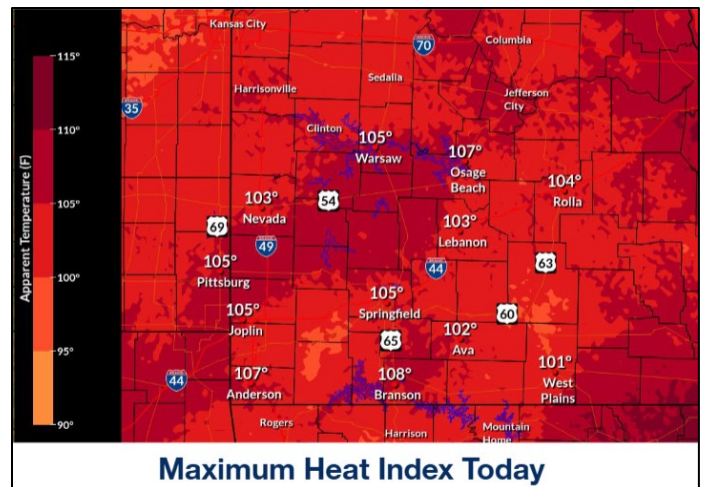 Kansas City
70
Columbia
115°
Sedalia
Harrisonville
Jefferson
City
35
110°
Clinton
105°
Warsaw
107°
Osage
Beach
104°
Rolla
103°
Nevada
54
105°
103°
Lebanon
69
49
105°
Pittsburg
44
63
100°
105°
Springfield
105°
Joplin
60
65
102°
Ava
95°
101°
West
Plains
107°
Anderson
108°
Branson
44
90°
Rogers
Harrison
Mountain
Home
Apparent Temperature (F)
Maximum Heat Index Today